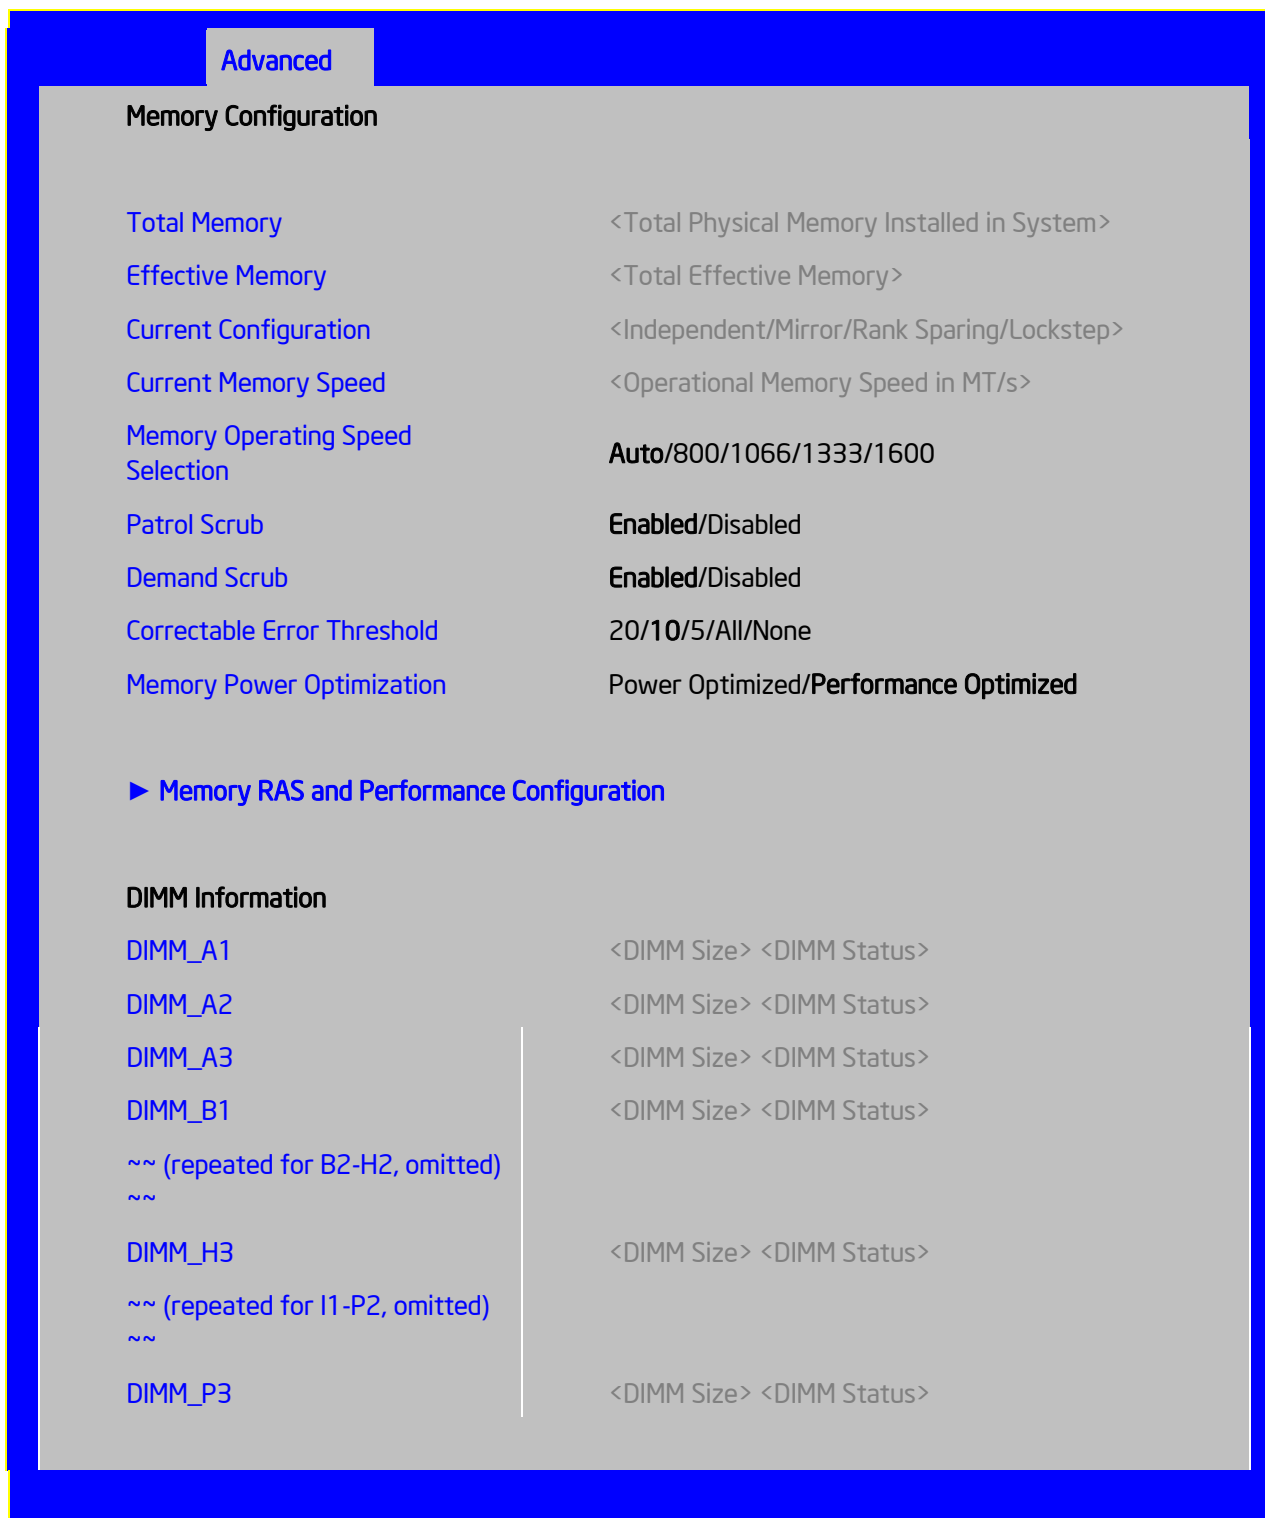 Advanced
Memory Configuration
Total Memory <Total Physical Memory Installed in System>
Effective Memory <Total Effective Memory>
Current Configuration <Independent/Mirror/Rank Sparing/Lockstep>
Current Memory Speed <Operational Memory Speed in MT/s>
Memory Operating Speed
Selection Auto/800/1066/1333/1600
Patrol Scrub Enabled/Disabled
Demand Scrub Enabled/Disabled
Correctable Error Threshold 20/10/5/All/None
Memory Power Optimization Power Optimized/Performance Optimized
► Memory RAS and Performance Configuration
DIMM Information
DIMM_A1 <DIMM Size> <DIMM Status>
DIMM_A2 <DIMM Size> <DIMM Status>
DIMM_A3 <DIMM Size> <DIMM Status>
DIMM_B1 <DIMM Size> <DIMM Status>
~~ (repeated for B2-H2, omitted)
~~
DIMM_H3 <DIMM Size> <DIMM Status>
~~ (repeated for I1-P2, omitted)
~~
DIMM_P3 <DIMM Size> <DIMM Status>